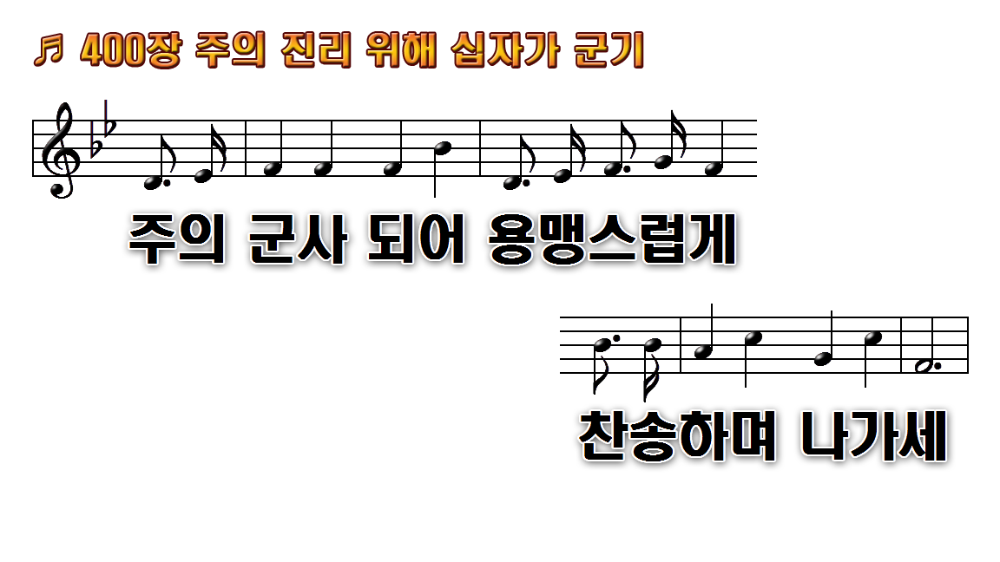 ♬ 400장 주의 진리 위해 십자가 군기
주의 군사 되어 용맹스럽게
찬송하며 나가세